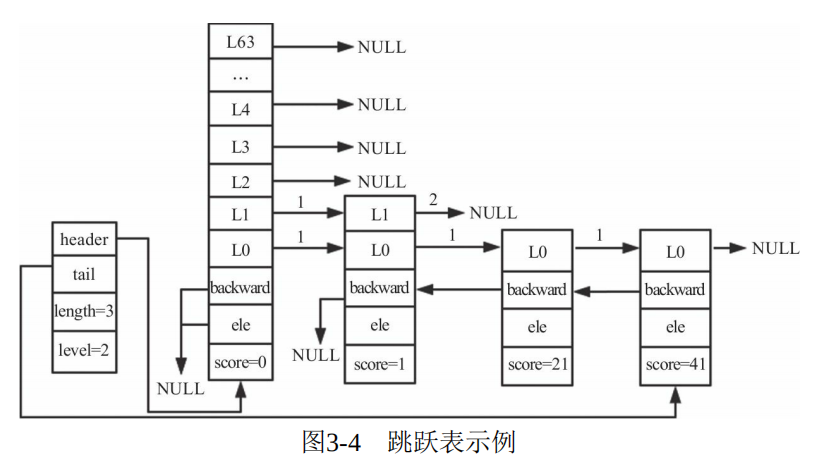 L63
NULL
...
L4
NULL
L3
NULL
L2
NULL
L1
1
L1
2
NULL
header
L0
1
L0
1
L0
1
L0
NULL
tail
backward
backward
backward
backward
length=3
ele
ele
ele
ele
level=2
score=0
NULL
score=1
score=21
score=41
NULL
图3-4 跳跃表示例